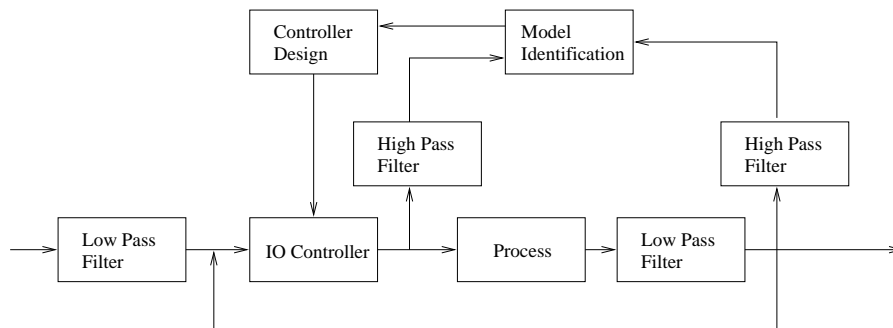 Controller
Design
Model
Identification
High Pass
Filter
High Pass
Filter
Low Pass
Filter
IO Controller
Process
Low Pass
Filter